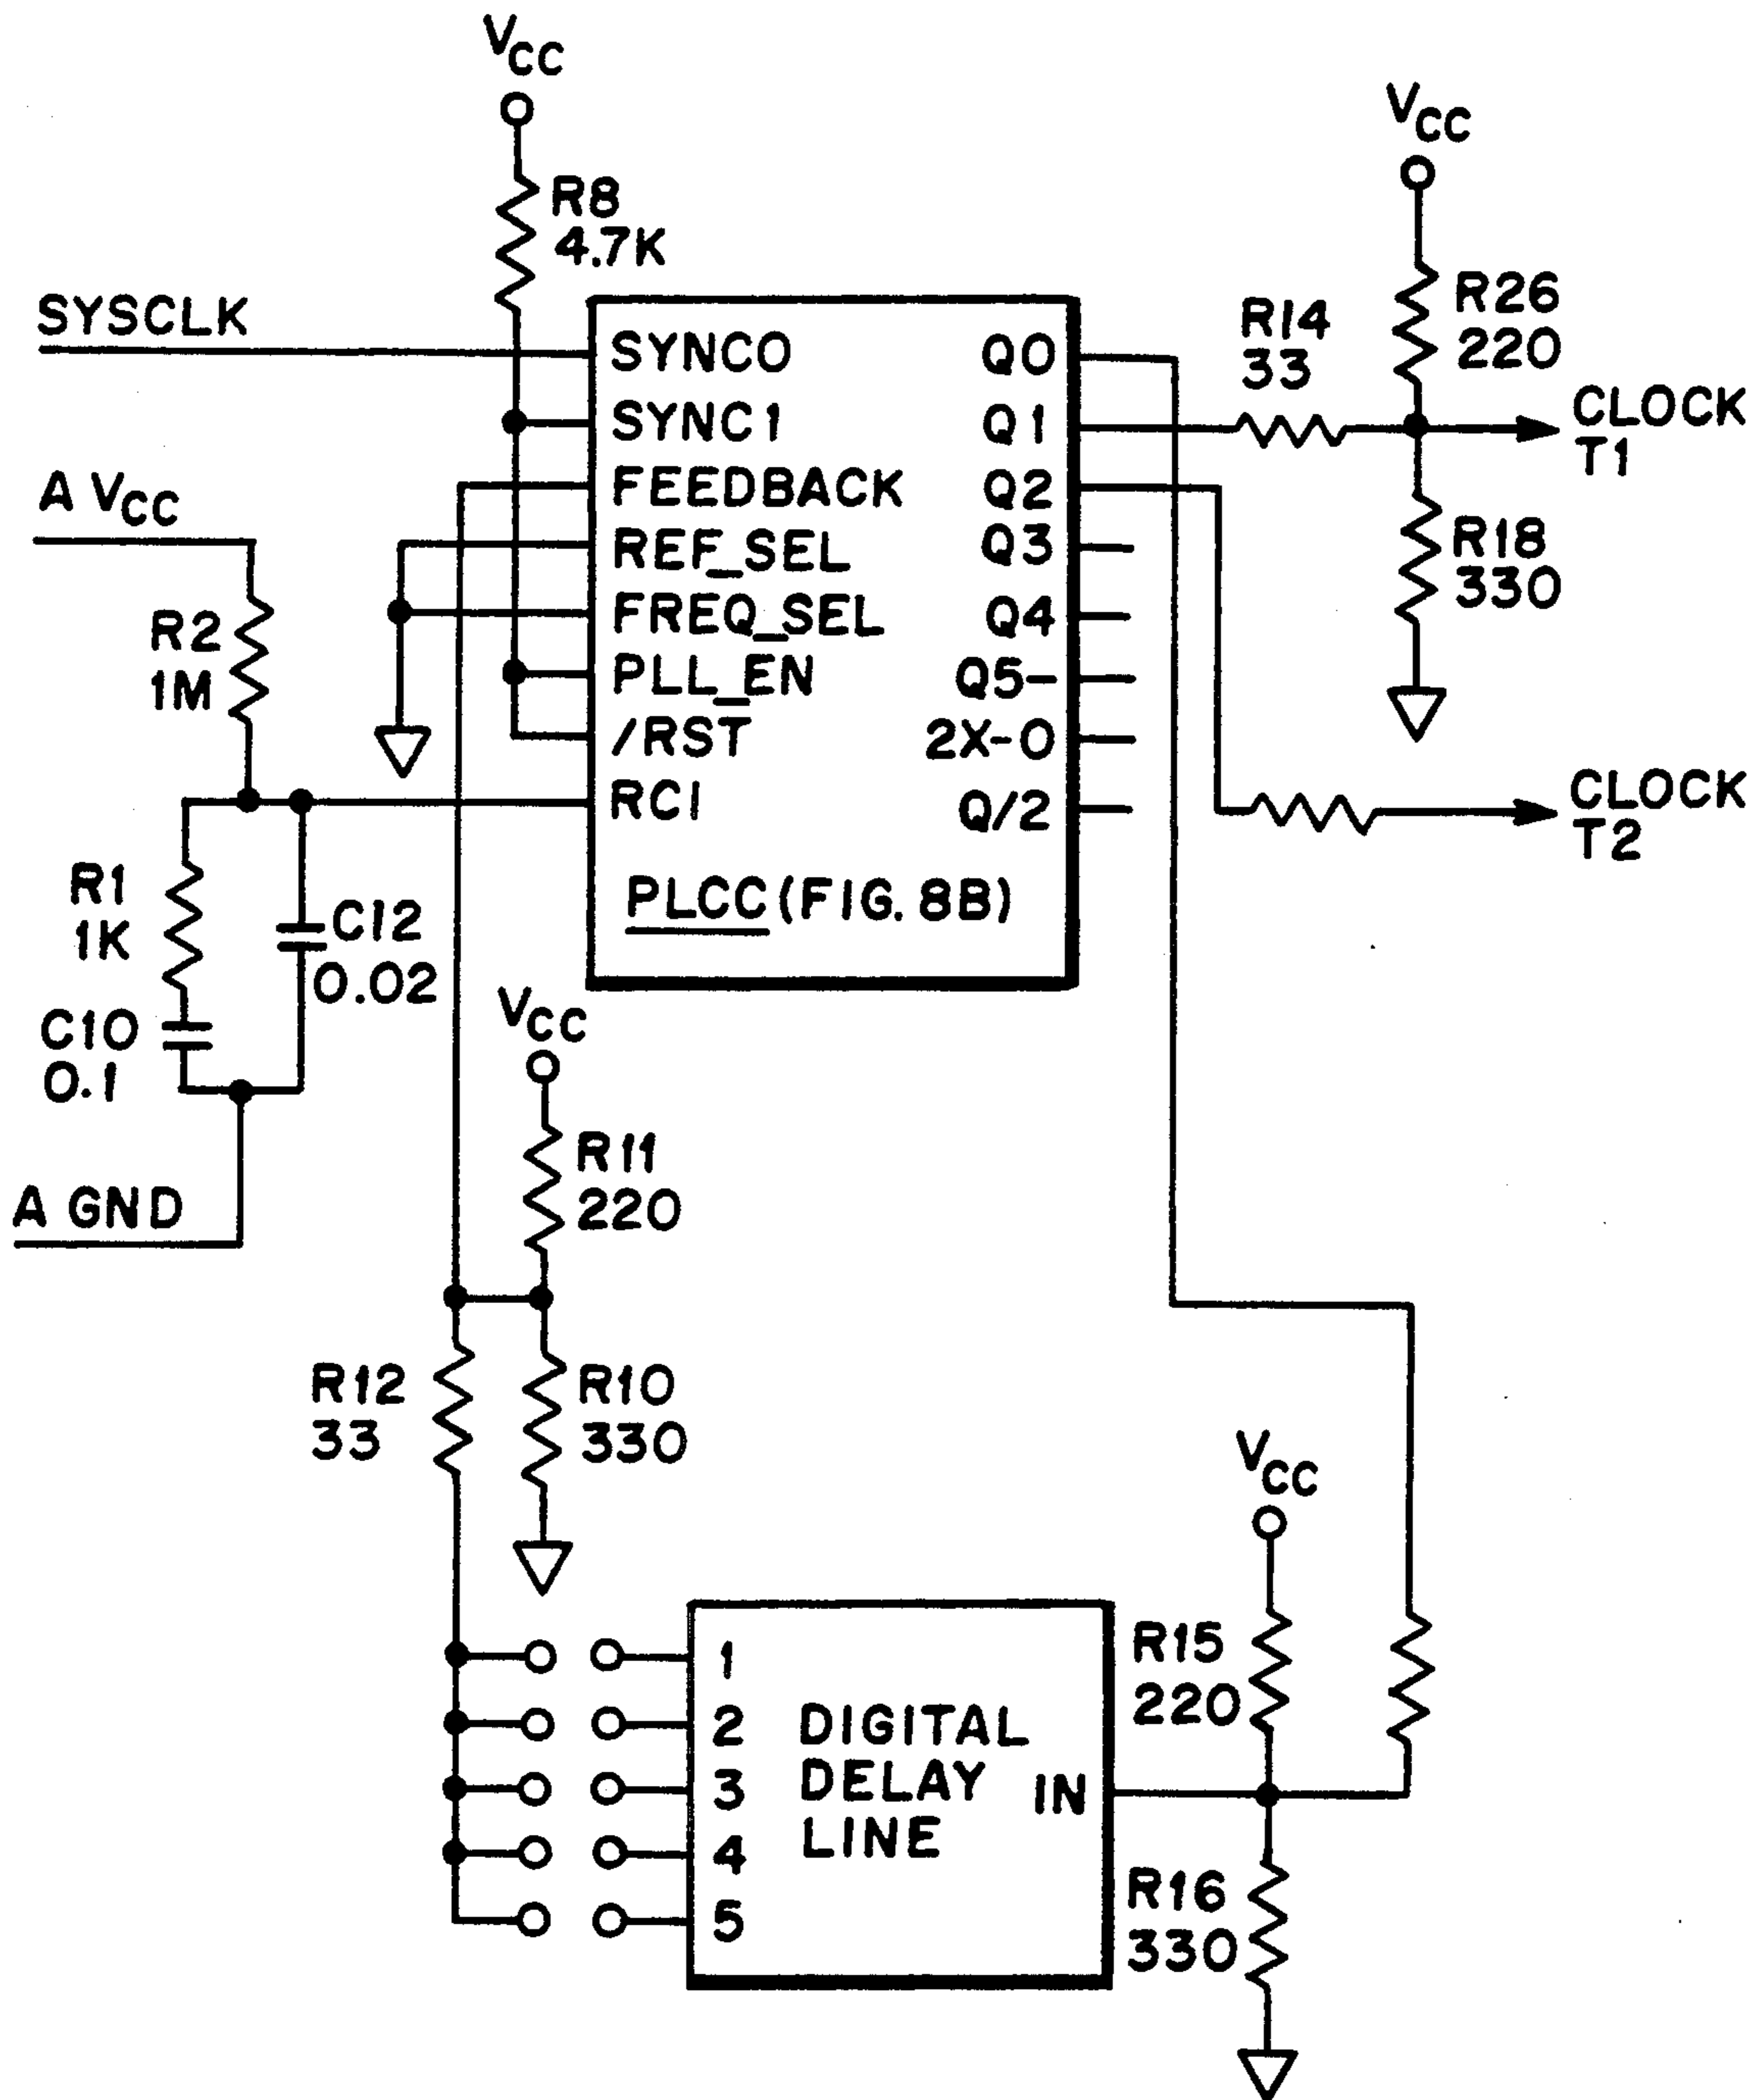 VCC
R8
4.7K
SYSCLK
A VCC
R2
1M
R1
1K
C10
0.1
C12
0.02
A GND
SYNC0
SYNC1
FEEDBACK
REF_SEL
FREQ_SEL
PLL_EN
/RST
RC1
Q0
Q1
Q2
Q3
Q4
Q5-
2X-0
Q/2
PLCC (FIG. 8B)
VCC
R26
220
R14
33
CLOCK
T1
R18
330
CLOCK
T2
VCC
R11
220
R12
33
R10
330
1
2
3
4
5
DIGITAL
DELAY
LINE
IN
VCC
R15
220
R16
330